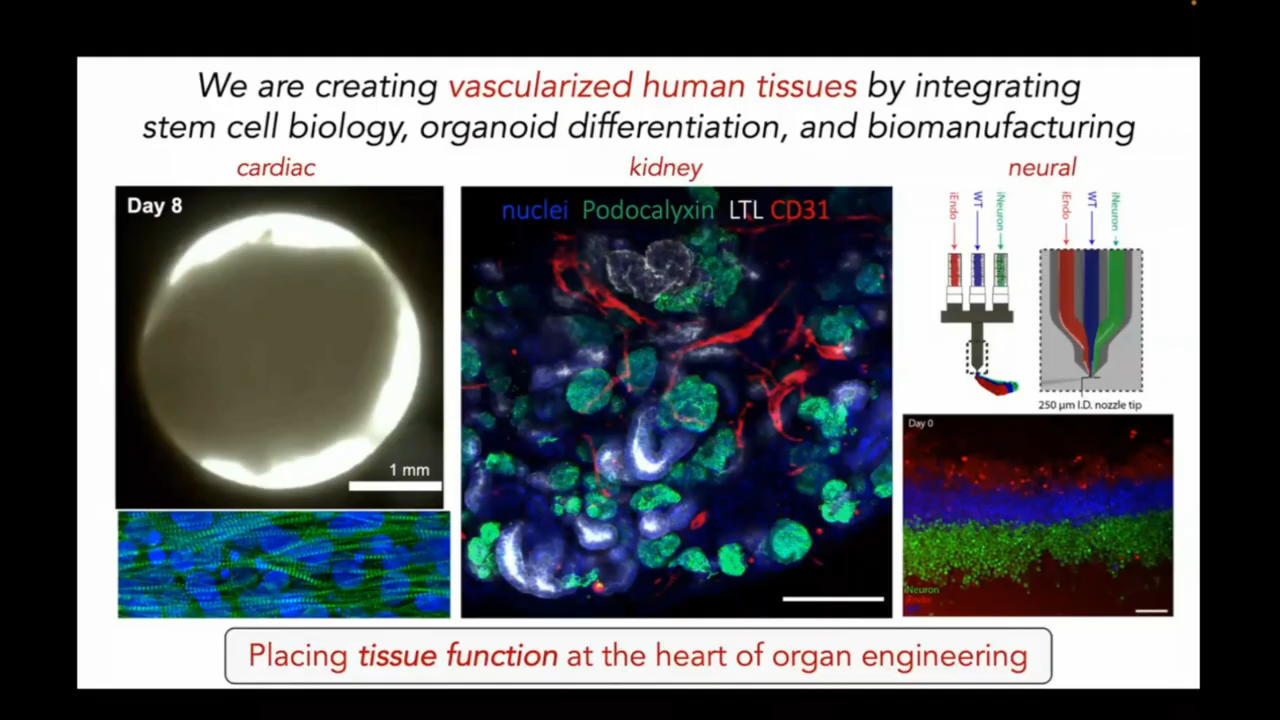 We are creating vascularized human tissues by integrating
stem cell biology, organoid differentiation, and biomanufacturing
cardiac
kidney
neural
Day 8
1 mm
nuclei Podocalyxin LTL CD31
iEndo
WT
iNeuron
iEndo
WT
iNeuron
250 µm I.D. nozzle tip
Day 0
iNeuron
iEndo
Placing tissue function at the heart of organ engineering